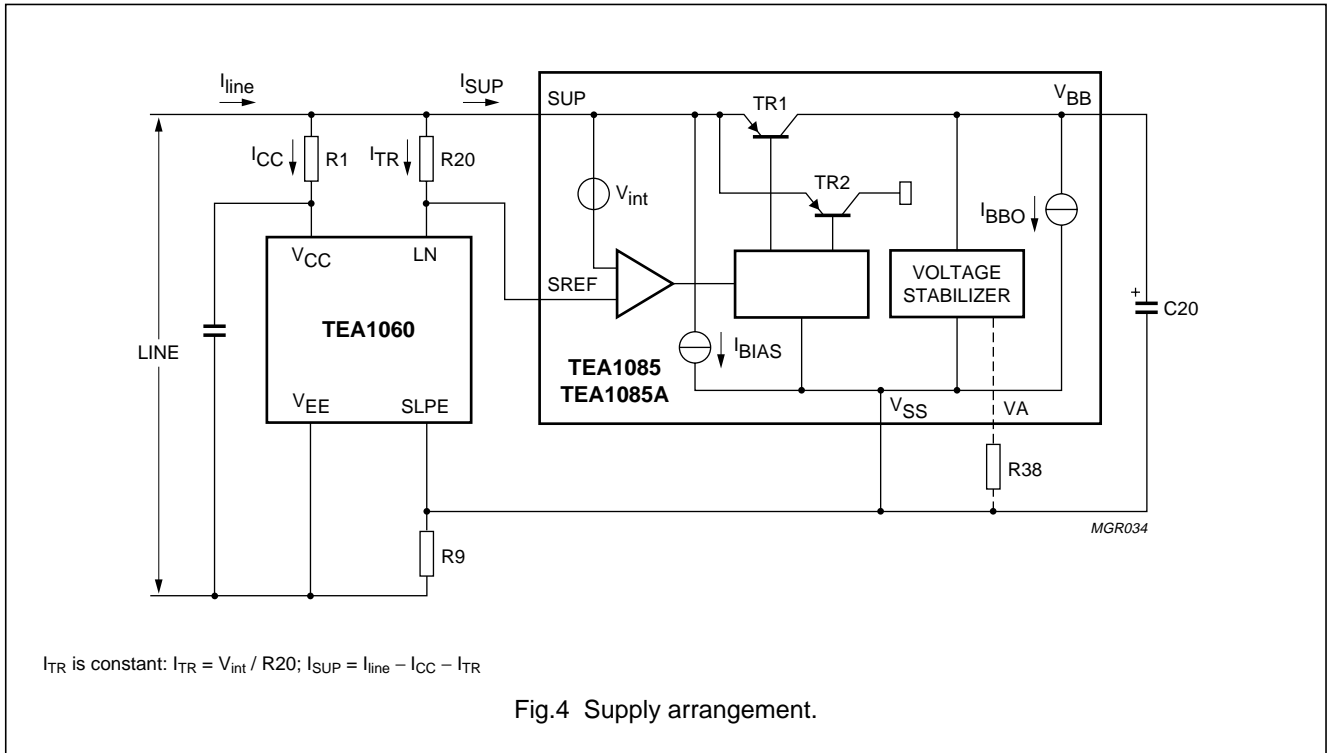 I_line
I_SUP
SUP
TR1
V_BB
I_CC
R1
I_TR
R20
V_int
TR2
I_BBO
V_CC
LN
SREF
VOLTAGE
STABILIZER
+
C20
TEA1060
LINE
I_BIAS
TEA1085
TEA1085A
V_EE
SLPE
V_SS
VA
R38
MGR034
R9
I_TR is constant: I_TR = V_int / R20; I_SUP = I_line − I_CC − I_TR
Fig.4 Supply arrangement.